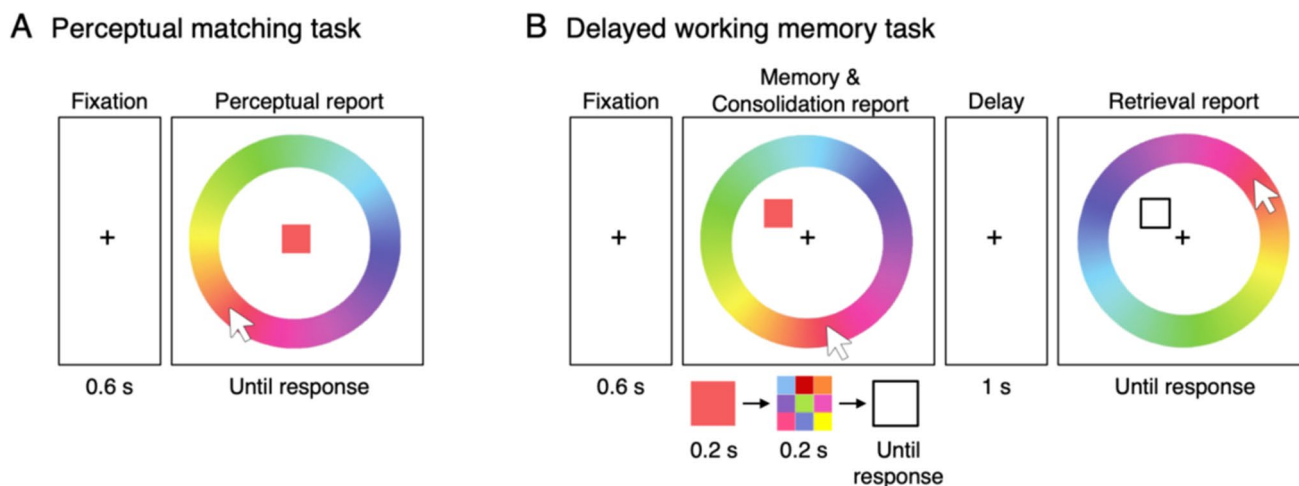 A Perceptual matching task
Fixation
Perceptual report
+
0.6 s
Until response
B Delayed working memory task
Fixation
Memory &
Consolidation report
Delay
Retrieval report
+
+
+
+
0.6 s
0.2 s
0.2 s
Until
response
1 s
Until response